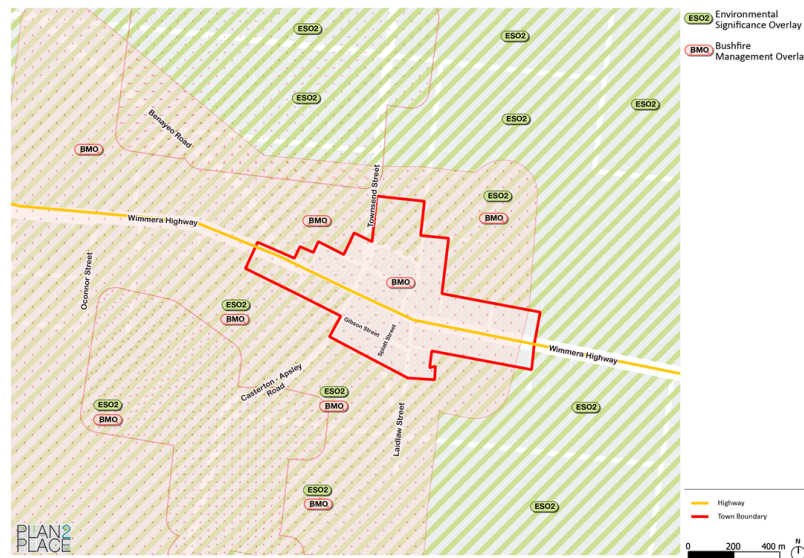 ESO2
Environmental
Significance Overlay
BMO
Bushfire
Management Overla
ESO2
ESO2
ESO2
ESO2
ESO2
Benayeo Road
BMO
Townsend Street
ESO2
BMO
BMO
Wimmera Highway
Oconnor Street
BMO
ESO2
BMO
Gibson Street
Splatt Street
Wimmera Highway
Casterton - Apsley
Road
ESO2
BMO
ESO2
BMO
Laidlaw Street
ESO2
ESO2
BMO
ESO2
Highway
Town Boundary
PLAN2
PLACE
0 200 400 m
N